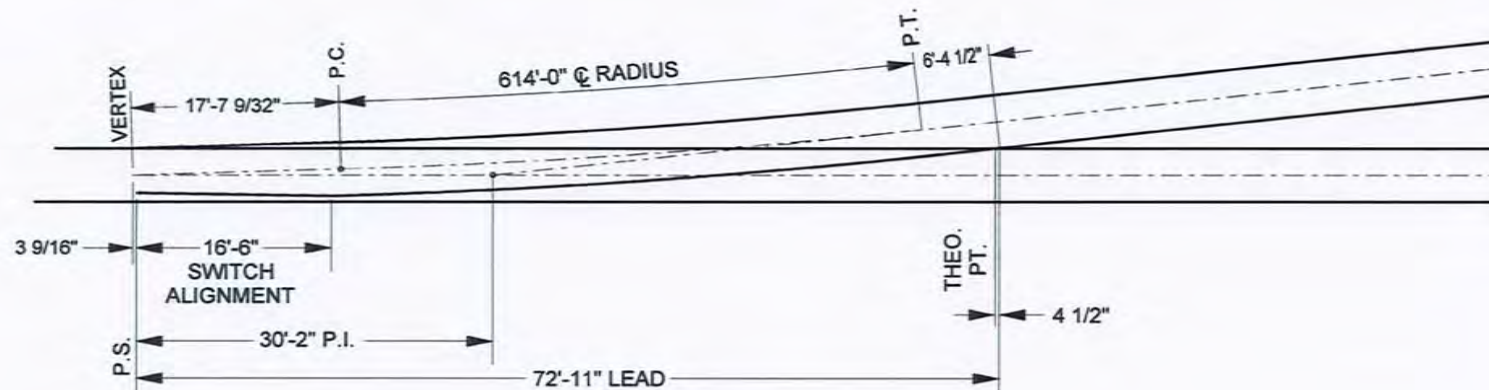 VERTEX
P.C.
P.T.
614'-0" ℄ RADIUS
6'-4 1/2"
17'-7 9/32"
3 9/16"
16'-6"
SWITCH
ALIGNMENT
THEO.
PT.
4 1/2"
30'-2" P.I.
P.S.
72'-11" LEAD